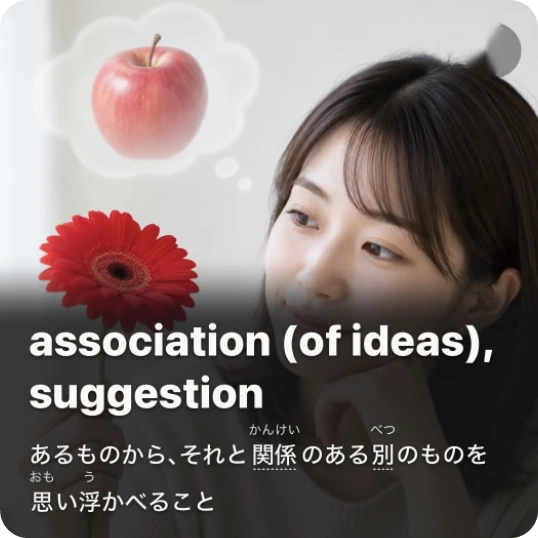 association (of ideas),
suggestion
かんけい べつ
あるものから、それと関係のある別のものを
おも う
思い浮かべること